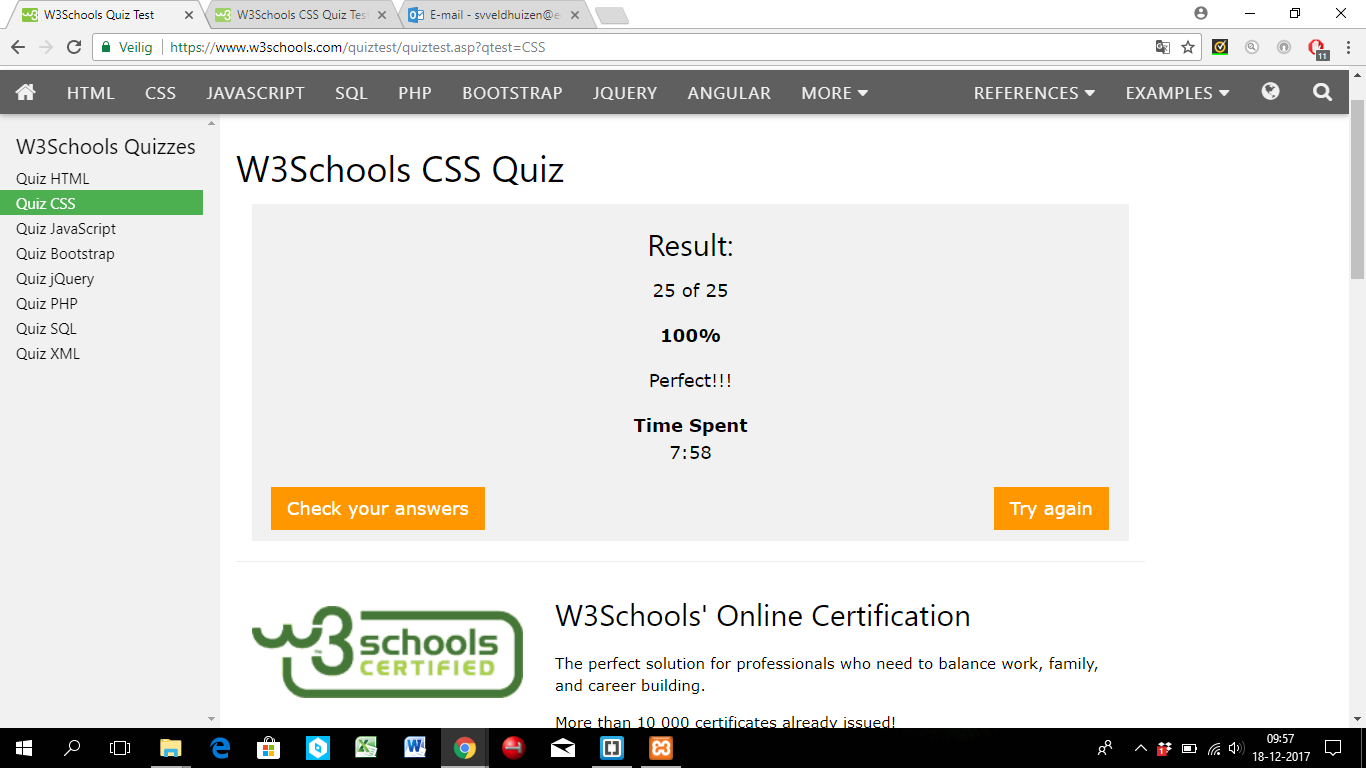 W3Schools Quiz Test
W3Schools CSS Quiz Test
E-mail - svveldhuizen@e
Veilig
https://www.w3schools.com/quiztest/quiztest.asp?qtest=CSS
11
HTML
CSS
JAVASCRIPT
SQL
PHP
BOOTSTRAP
JQUERY
ANGULAR
MORE
REFERENCES
EXAMPLES
W3Schools Quizzes
Quiz HTML
Quiz CSS
Quiz JavaScript
Quiz Bootstrap
Quiz jQuery
Quiz PHP
Quiz SQL
Quiz XML
W3Schools CSS Quiz
Result:
25 of 25
100%
Perfect!!!
Time Spent
7:58
Check your answers
Try again
w3schools
CERTIFIED
W3Schools' Online Certification
The perfect solution for professionals who need to balance work, family,
and career building.
More than 10 000 certificates already issued!
09:57
18-12-2017